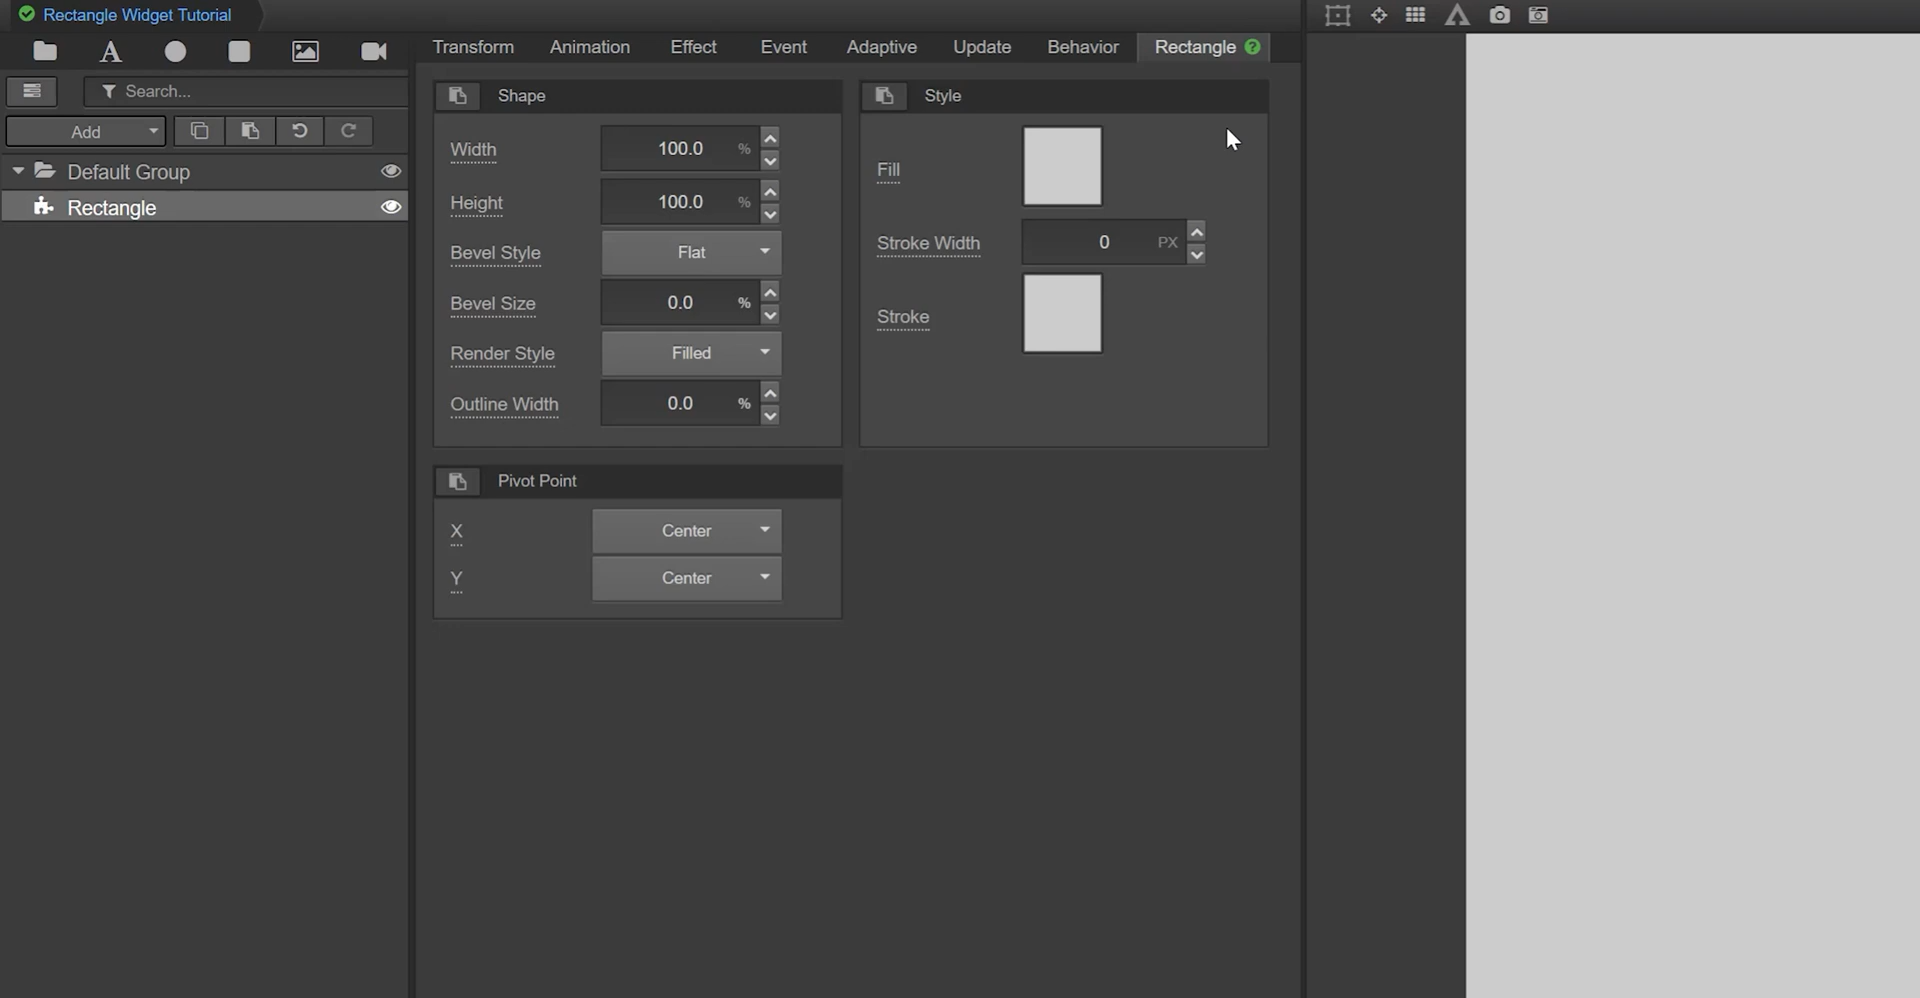 Rectangle Widget Tutorial
Search...
Add
Default Group
Rectangle
Transform Animation Effect Event Adaptive Update Behavior Rectangle ?
Shape
Width 100.0 %
Height 100.0 %
Bevel Style Flat
Bevel Size 0.0 %
Render Style Filled
Outline Width 0.0 %
Style
Fill
Stroke Width 0 PX
Stroke
Pivot Point
X Center
Y Center